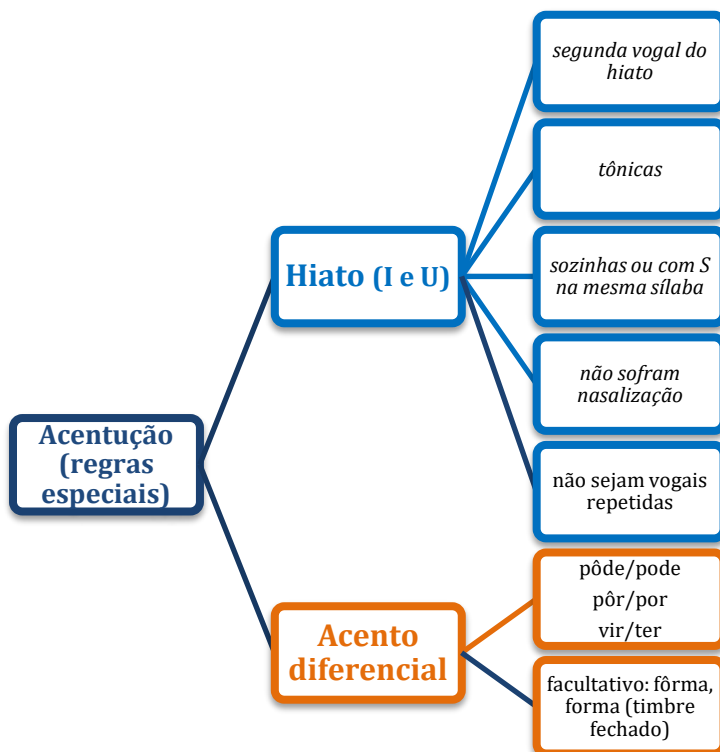 segunda vogal do
hiato
tônicas
Hiato (I e U)
sozinhas ou com S
na mesma sílaba
não sofram
nasalização
Acentução
(regras
especiais)
não sejam vogais
repetidas
pôde/pode
pôr/por
vir/ter
Acento
diferencial
facultativo: fôrma,
forma (timbre
fechado)